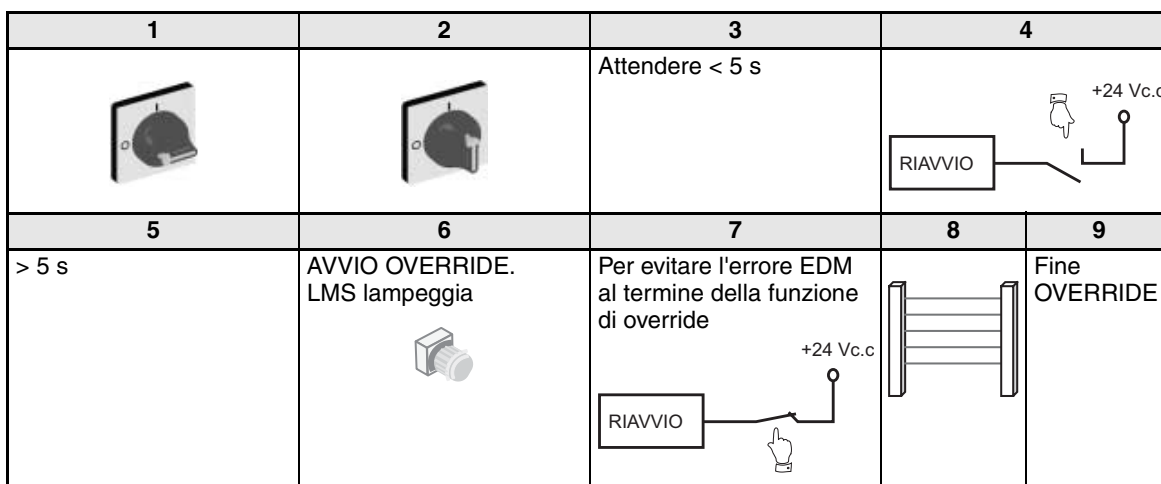 1 2 3 4
Attendere < 5 s
+24 Vc.c
RIAVVIO
I
O
I
O
5 6 7 8 9
> 5 s
AVVIO OVERRIDE.
LMS lampeggia
Per evitare l'errore EDM
al termine della funzione
di override
+24 Vc.c
RIAVVIO
Fine
OVERRIDE